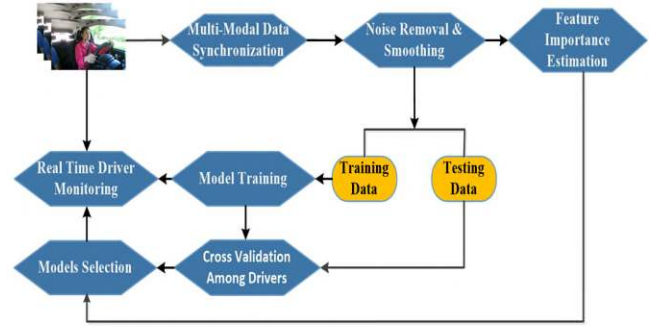 Multi-Modal Data
Synchronization
Noise Removal &
Smoothing
Feature
Importance
Estimation
Real Time Driver
Monitoring
Model Training
Training
Data
Testing
Data
Models Selection
Cross Validation
Among Drivers